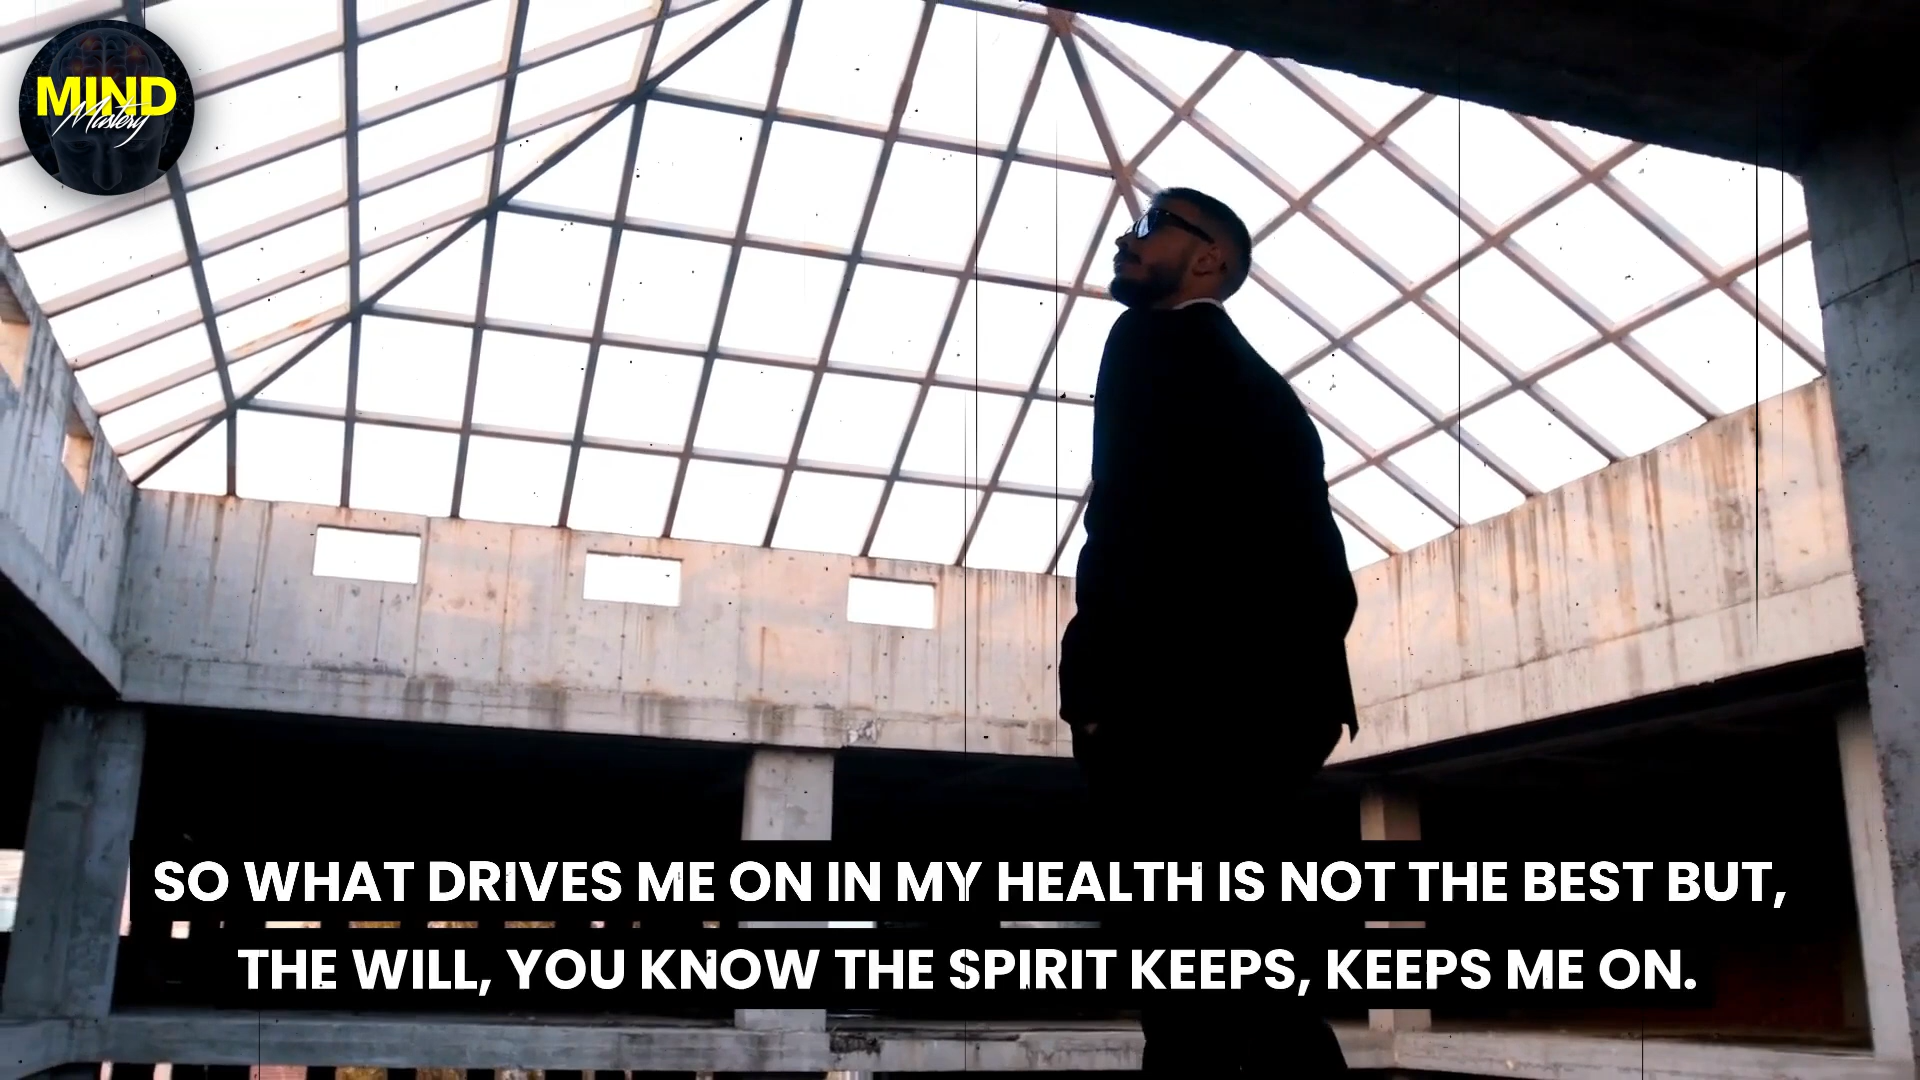 MIND
Mastery
SO WHAT DRIVES ME ON IN MY HEALTH IS NOT THE BEST BUT,
THE WILL, YOU KNOW THE SPIRIT KEEPS, KEEPS ME ON.